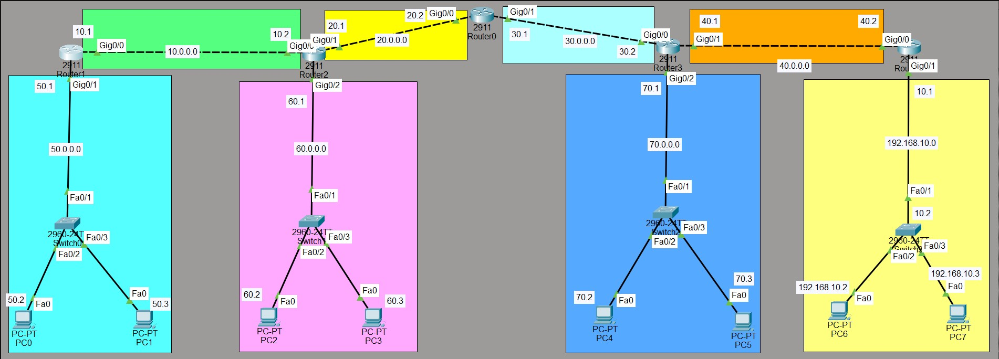 10.1
Gig0/0
10.0.0.0
10.2
2911
Router1
20.1
20.2
Gig0/0
Gig0/1
20.0.0.0
2911
Router2
2911
Router0
Gig0/1
30.1
30.0.0.0
30.2
Gig0/0
2911
Router3
40.1
40.2
Gig0/1
Gig0/0
40.0.0.0
Gig0/1
50.1
Gig0/1
50.0.0.0
Fa0/1
2960-24T
Switch0
Fa0/3
Fa0/2
50.2
Fa0
Fa0
50.3
PC-PT
PC0
PC-PT
PC1
Gig0/2
60.1
60.0.0.0
Fa0/1
2960-24TT
Switch1
Fa0/3
Fa0/2
60.2
Fa0
Fa0
60.3
PC-PT
PC2
PC-PT
PC3
Gig0/2
70.1
70.0.0.0
Fa0/1
2960-24TT
Switch2
Fa0/3
Fa0/2
70.2
Fa0
70.3
Fa0
PC-PT
PC4
PC-PT
PC5
10.1
192.168.10.0
Fa0/1
10.2
2960-24TT
Fa0/3
Fa0/2
192.168.10.2
Fa0
192.168.10.3
Fa0
PC-PT
PC6
PC-PT
PC7